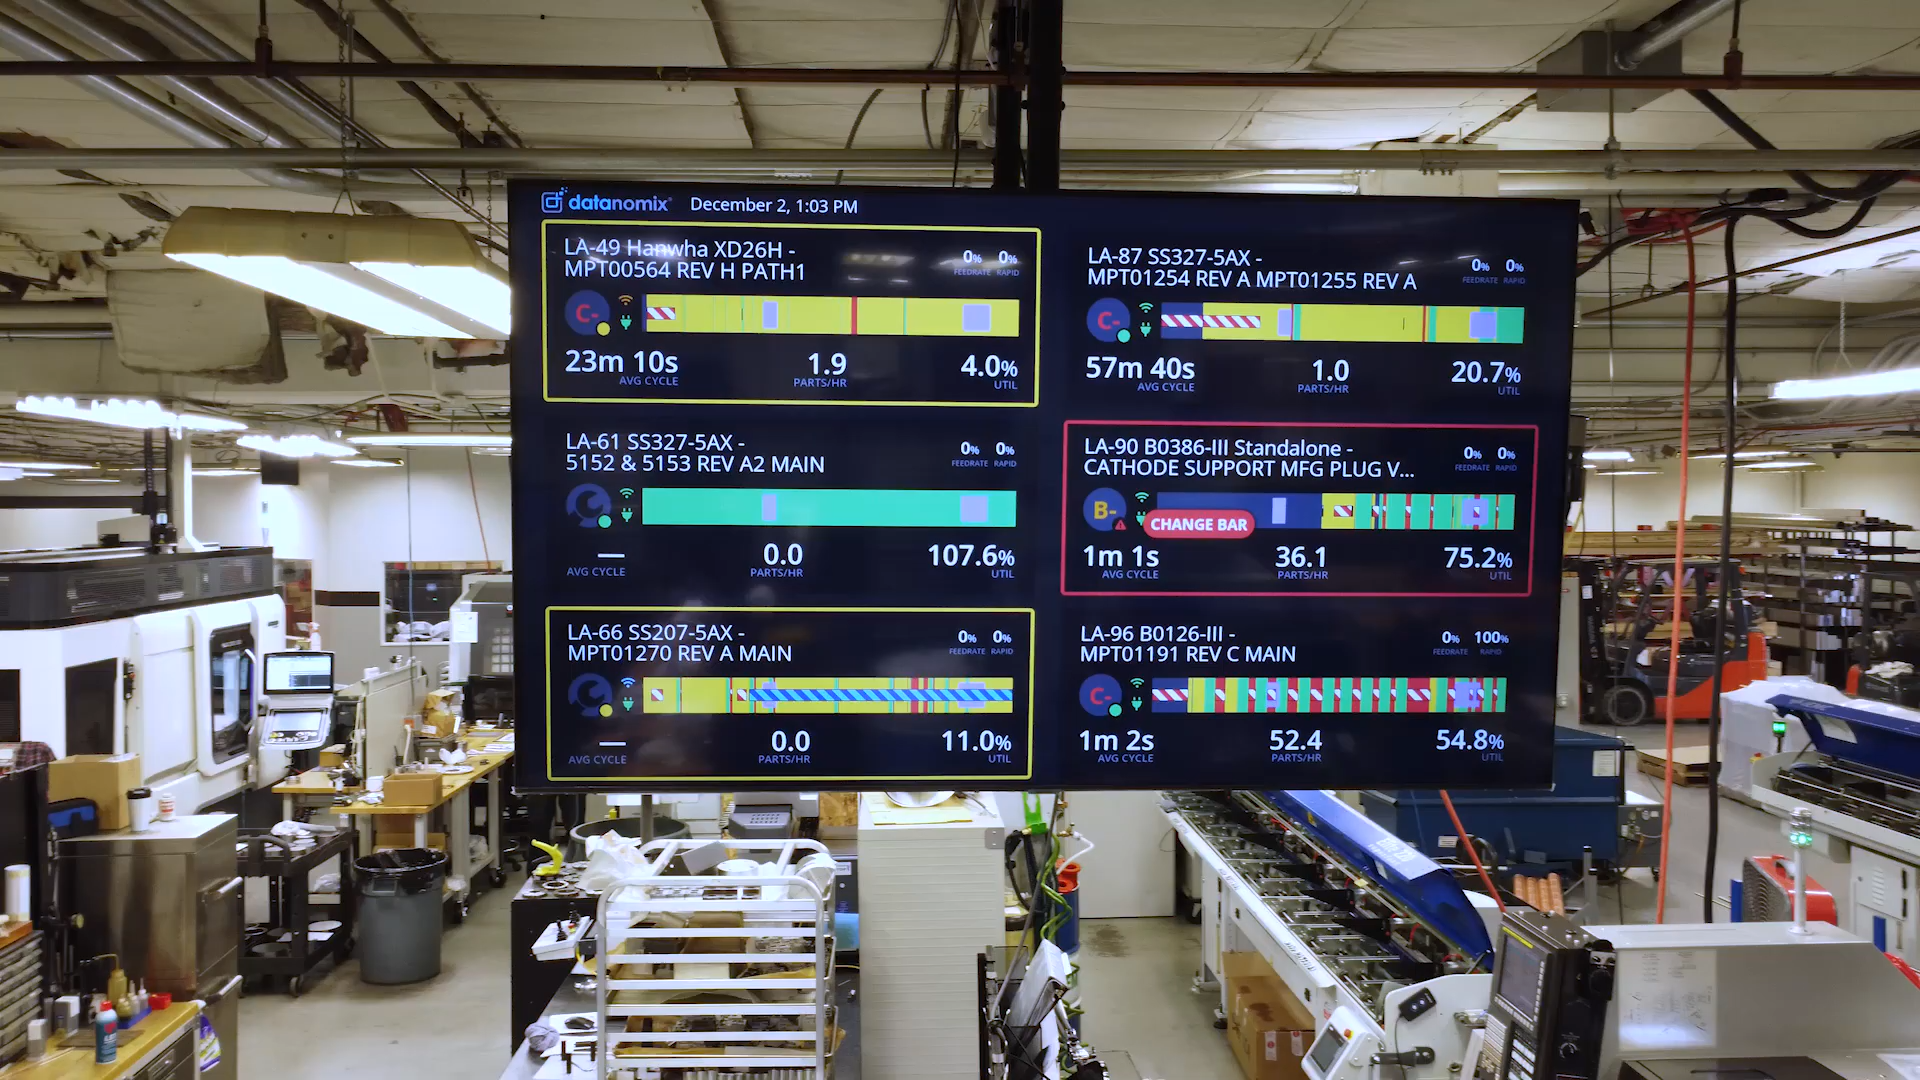 datanomix December 2, 1:03 PM
LA-49 Hanwha XD26H -
MPT00564 REV H PATH1
0% 0%
FEEDRATE RAPID
C-
23m 10s 1.9 4.0%
AVG CYCLE PARTS/HR UTIL
LA-61 SS327-5AX -
5152 & 5153 REV A2 MAIN
0% 0%
FEEDRATE RAPID
— 0.0 107.6%
AVG CYCLE PARTS/HR UTIL
LA-66 SS207-5AX -
MPT01270 REV A MAIN
0% 0%
FEEDRATE RAPID
— 0.0 11.0%
AVG CYCLE PARTS/HR UTIL
LA-87 SS327-5AX -
MPT01254 REV A MPT01255 REV A
0% 0%
FEEDRATE RAPID
C-
57m 40s 1.0 20.7%
AVG CYCLE PARTS/HR UTIL
LA-90 B0386-III Standalone -
CATHODE SUPPORT MFG PLUG V...
0% 0%
FEEDRATE RAPID
B-
CHANGE BAR
1m 1s 36.1 75.2%
AVG CYCLE PARTS/HR UTIL
LA-96 B0126-III -
MPT01191 REV C MAIN
0% 100%
FEEDRATE RAPID
C-
1m 2s 52.4 54.8%
AVG CYCLE PARTS/HR UTIL